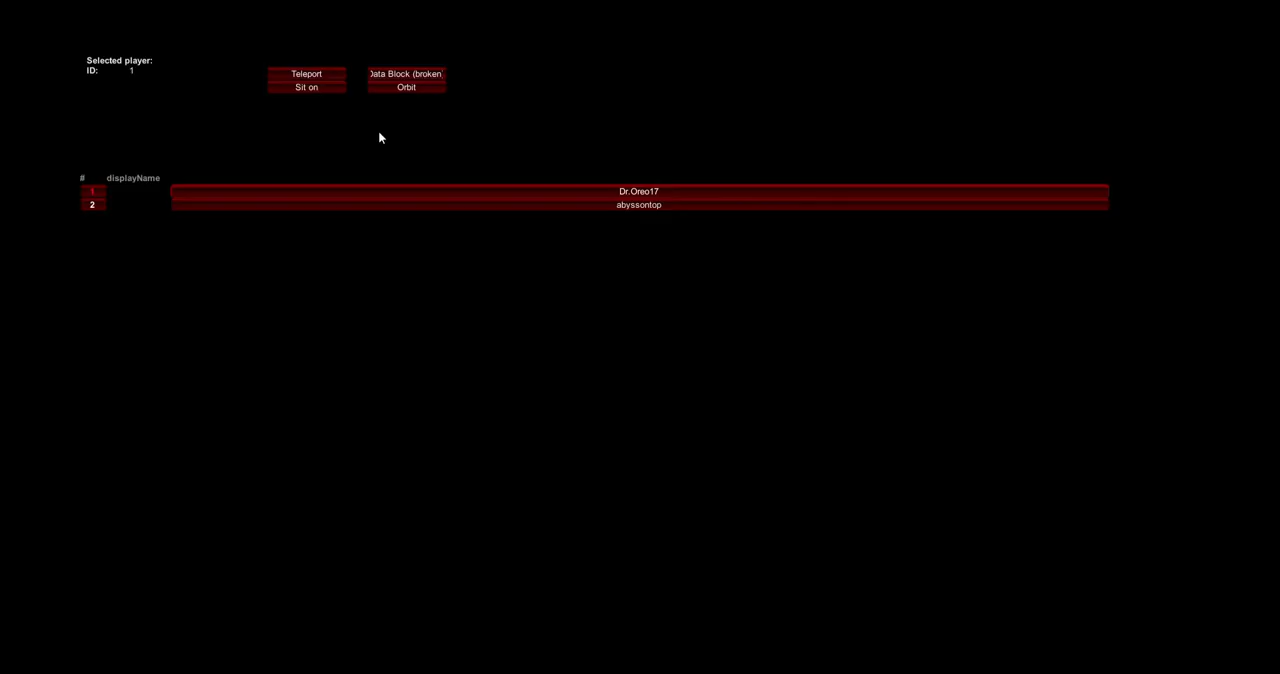 Selected player:
ID: 1
Teleport
Data Block (broken
Sit on
Orbit
# displayName
1 Dr.Oreo17
2 abyssontop